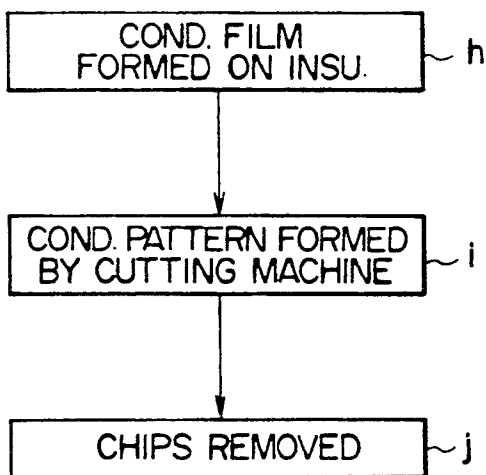 COND. FILM
FORMED ON INSU.
h
COND. PATTERN FORMED
BY CUTTING MACHINE
i
CHIPS REMOVED
j